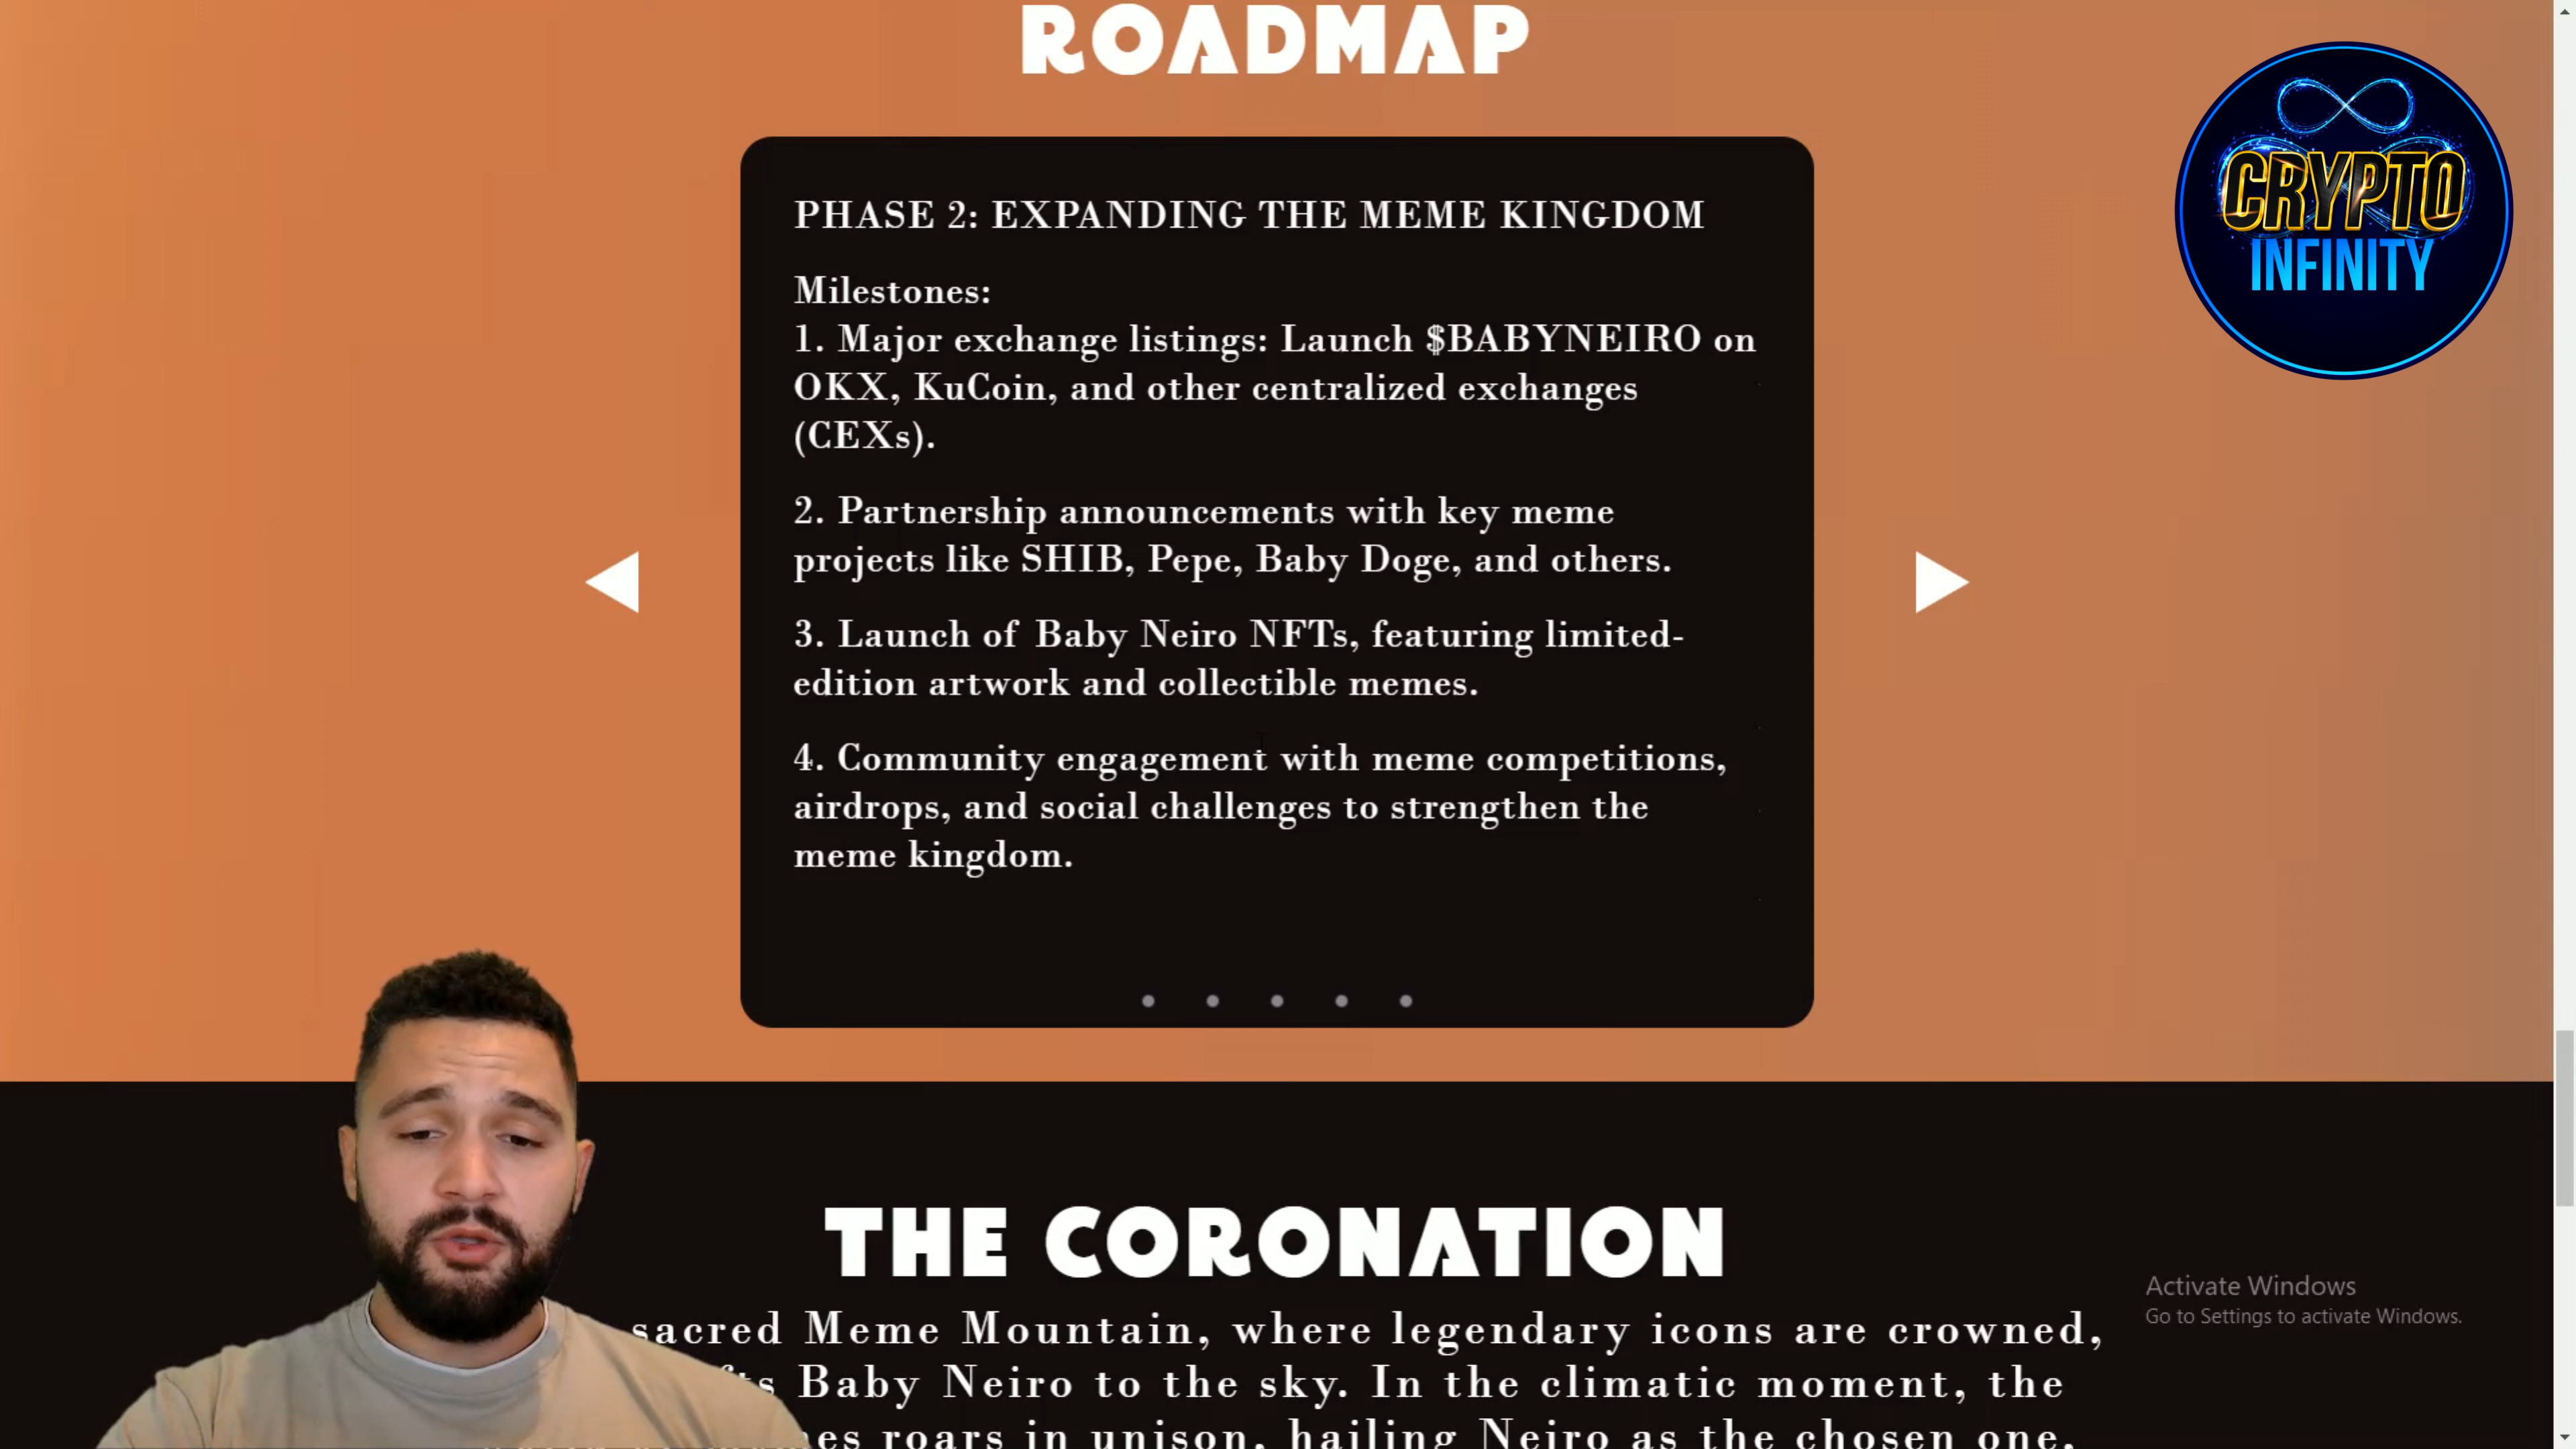 ROADMAP
CRYPTO
INFINITY
PHASE 2: EXPANDING THE MEME KINGDOM
Milestones:
1. Major exchange listings: Launch $BABYNEIRO on
OKX, KuCoin, and other centralized exchanges
(CEXs).
2. Partnership announcements with key meme
projects like SHIB, Pepe, Baby Doge, and others.
3. Launch of Baby Neiro NFTs, featuring limited-
edition artwork and collectible memes.
4. Community engagement with meme competitions,
airdrops, and social challenges to strengthen the
meme kingdom.
THE CORONATION
sacred Meme Mountain, where legendary icons are crowned,
Baby Neiro to the sky. In the climatic moment, the
roars in unison, hailing Neiro as the chosen one,
Activate Windows
Go to Settings to activate Windows.